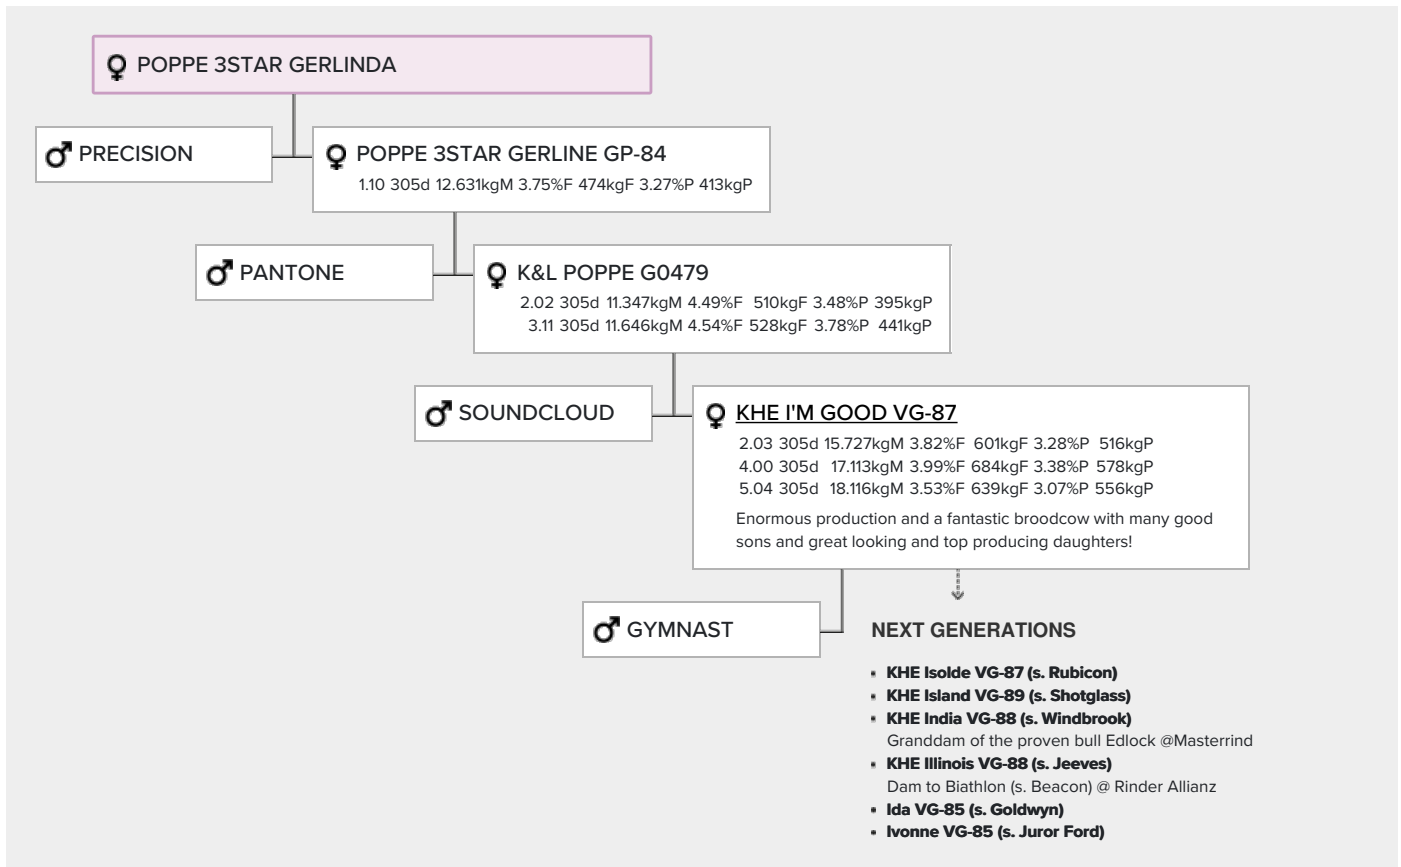 POPPE 3STAR GERLINDA
PRECISION
POPPE 3STAR GERLINE GP-84
1.10 305d 12.631kgM 3.75%F 474kgF 3.27%P 413kgP
PANTONE
K&L POPPE G0479
2.02 305d 11.347kgM 4.49%F 510kgF 3.48%P 395kgP
3.11 305d 11.646kgM 4.54%F 528kgF 3.78%P 441kgP
SOUNDCLOUD
KHE I'M GOOD VG-87
2.03 305d 15.727kgM 3.82%F 601kgF 3.28%P 516kgP
4.00 305d 17.113kgM 3.99%F 684kgF 3.38%P 578kgP
5.04 305d 18.116kgM 3.53%F 639kgF 3.07%P 556kgP
Enormous production and a fantastic broodcow with many good
sons and great looking and top producing daughters!
GYMNAST
NEXT GENERATIONS
▪ KHE Isolde VG-87 (s. Rubicon)
▪ KHE Island VG-89 (s. Shotglass)
▪ KHE India VG-88 (s. Windbrook)
Granddam of the proven bull Edlock @Masterrind
▪ KHE Illinois VG-88 (s. Jeeves)
Dam to Biathlon (s. Beacon) @ Rinder Allianz
▪ Ida VG-85 (s. Goldwyn)
▪ Ivonne VG-85 (s. Juror Ford)